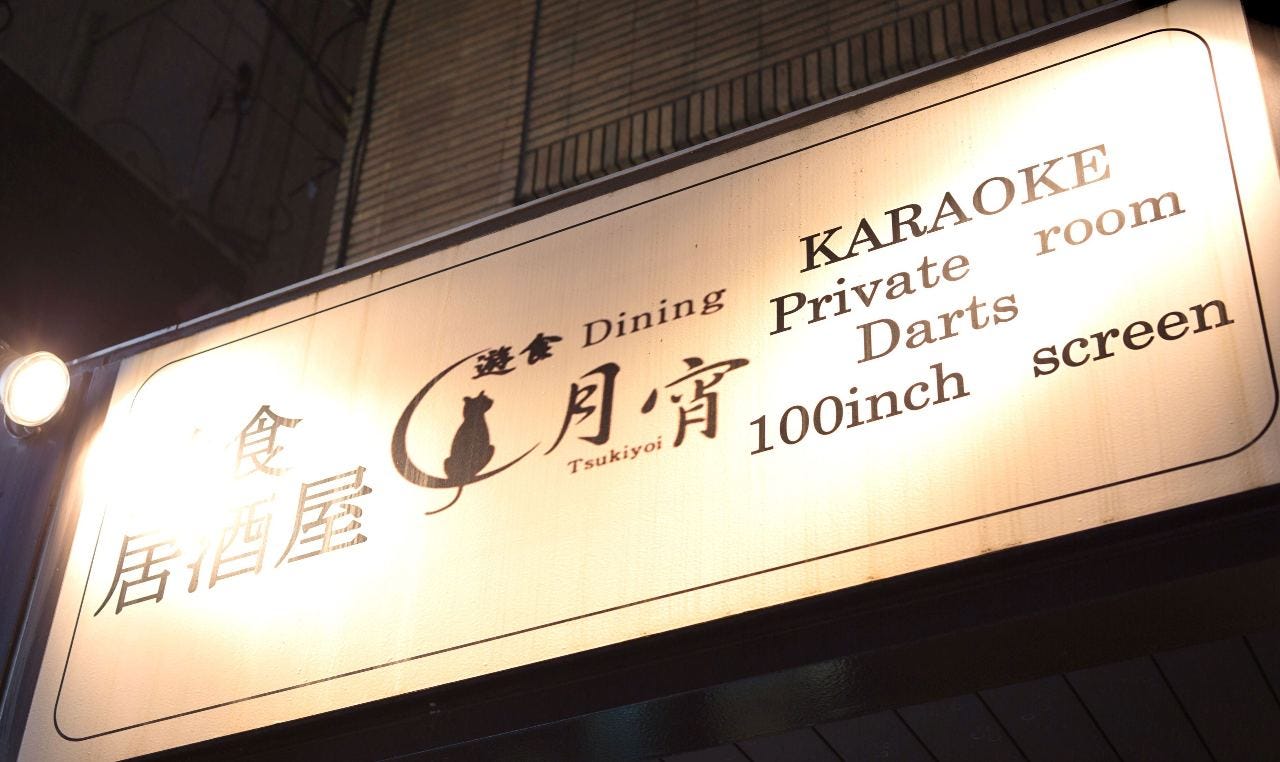 食
居酒屋
遊食 Dining
月宵
Tsukiyoi
KARAOKE
Private room
Darts
100inch screen